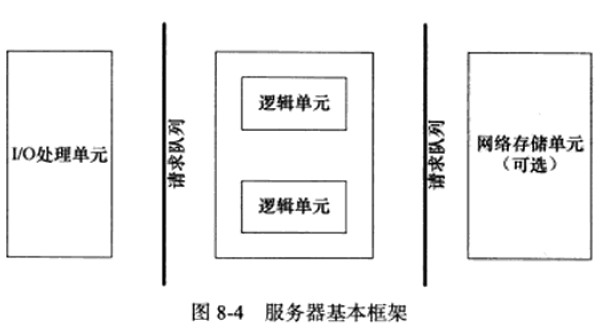 I/O处理单元
请求队列
逻辑单元
逻辑单元
请求队列
网络存储单元
（可选）
图 8-4 服务器基本框架